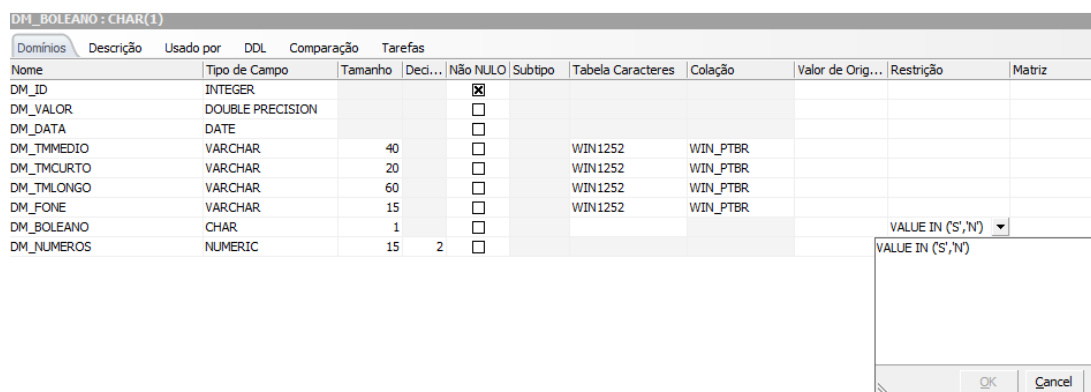 DM_BOLEANO : CHAR(1)
Domínios Descrição Usado por DDL Comparação Tarefas
Nome Tipo de Campo Tamanho Deci... Não NULO Subtipo Tabela Caracteres Colação Valor de Orig... Restrição Matriz
DM_ID INTEGER
DM_VALOR DOUBLE PRECISION
DM_DATA DATE
DM_TMMEDIO VARCHAR 40 WIN1252 WIN_PTBR
DM_TMCURTO VARCHAR 20 WIN1252 WIN_PTBR
DM_TMLONGO VARCHAR 60 WIN1252 WIN_PTBR
DM_FONE VARCHAR 15 WIN1252 WIN_PTBR
DM_BOLEANO CHAR 1 VALUE IN ('S','N')
DM_NUMEROS NUMERIC 15 2
VALUE IN ('S','N')
OK Cancel